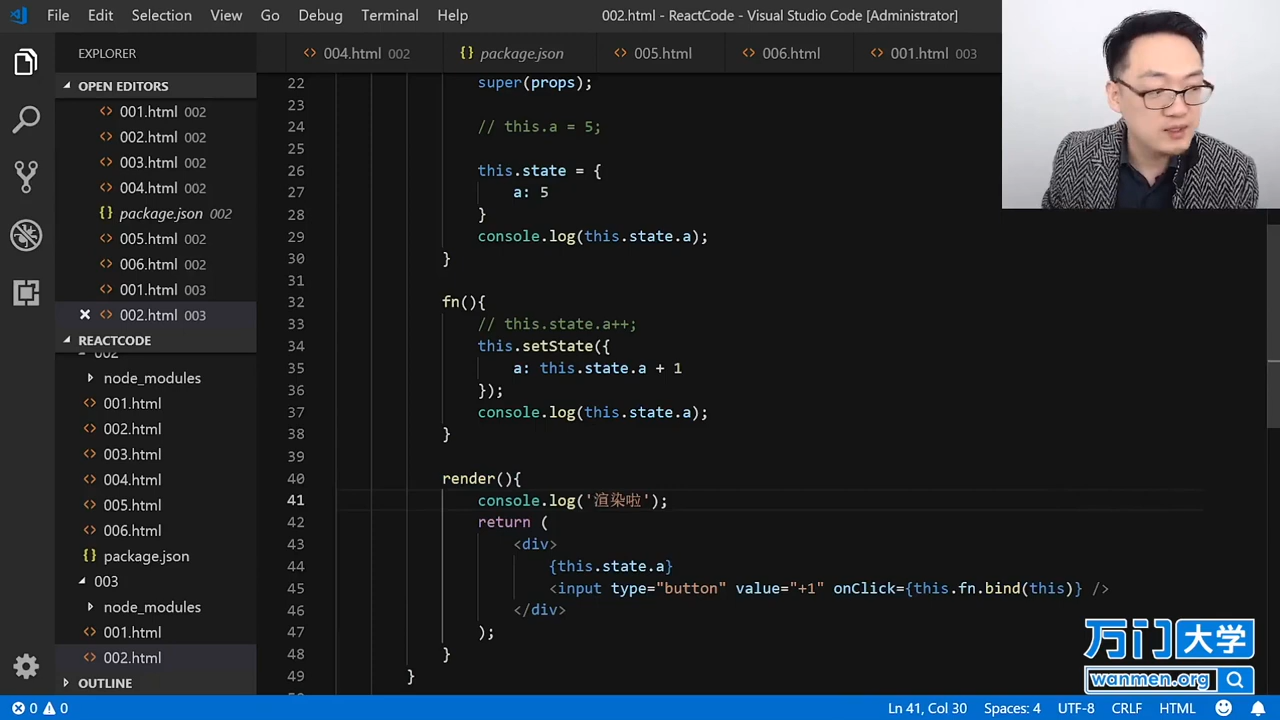 File Edit Selection View Go Debug Terminal Help 002.html - ReactCode - Visual Studio Code [Administrator]
EXPLORER
OPEN EDITORS
001.html 002
002.html 002
003.html 002
004.html 002
package.json 002
005.html 002
006.html 002
001.html 003
002.html 003
REACTCODE
002
node_modules
001.html
002.html
003.html
004.html
005.html
006.html
package.json
003
node_modules
001.html
002.html
OUTLINE
004.html 002 package.json 005.html 006.html 001.html 003
22 super(props);
23
24 // this.a = 5;
25
26 this.state = {
27 a: 5
28 }
29 console.log(this.state.a);
30 }
31
32 fn(){
33 // this.state.a++;
34 this.setState({
35 a: this.state.a + 1
36 });
37 console.log(this.state.a);
38 }
39
40 render(){
41 console.log('渲染啦');
42 return (
43 <div>
44 {this.state.a}
45 <input type="button" value="+1" onClick={this.fn.bind(this)} />
46 </div>
47 );
48 }
49 }
万门大学
wanmen.org
0 0 Ln 41, Col 30 Spaces: 4 UTF-8 CRLF HTML